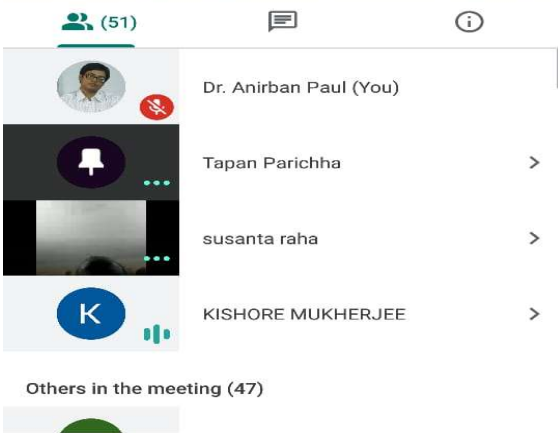 (51)
Dr. Anirban Paul (You)
Tapan Parichha
susanta raha
K
KISHORE MUKHERJEE
Others in the meeting (47)